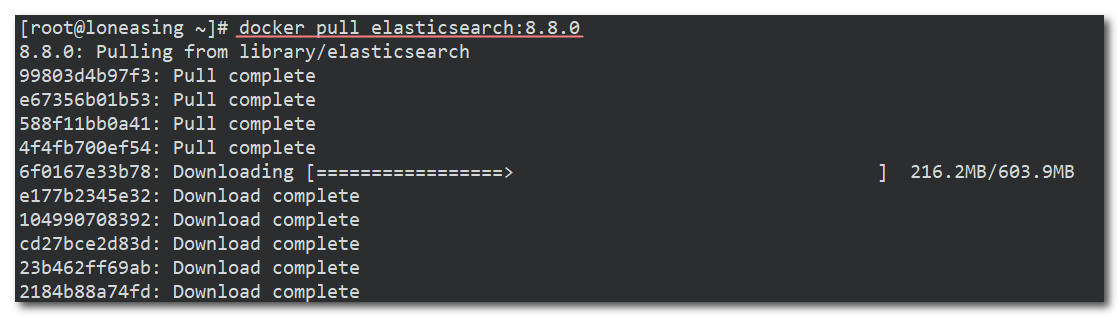 [root@loneasing ~]# docker pull elasticsearch:8.8.0
8.8.0: Pulling from library/elasticsearch
99803d4b97f3: Pull complete
e67356b01b53: Pull complete
588f11bb0a41: Pull complete
4f4fb700ef54: Pull complete
6f0167e33b78: Downloading [=================>                                 ]  216.2MB/603.9MB
e177b2345e32: Download complete
104990708392: Download complete
cd27bce2d83d: Download complete
23b462ff69ab: Download complete
2184b88a74fd: Download complete